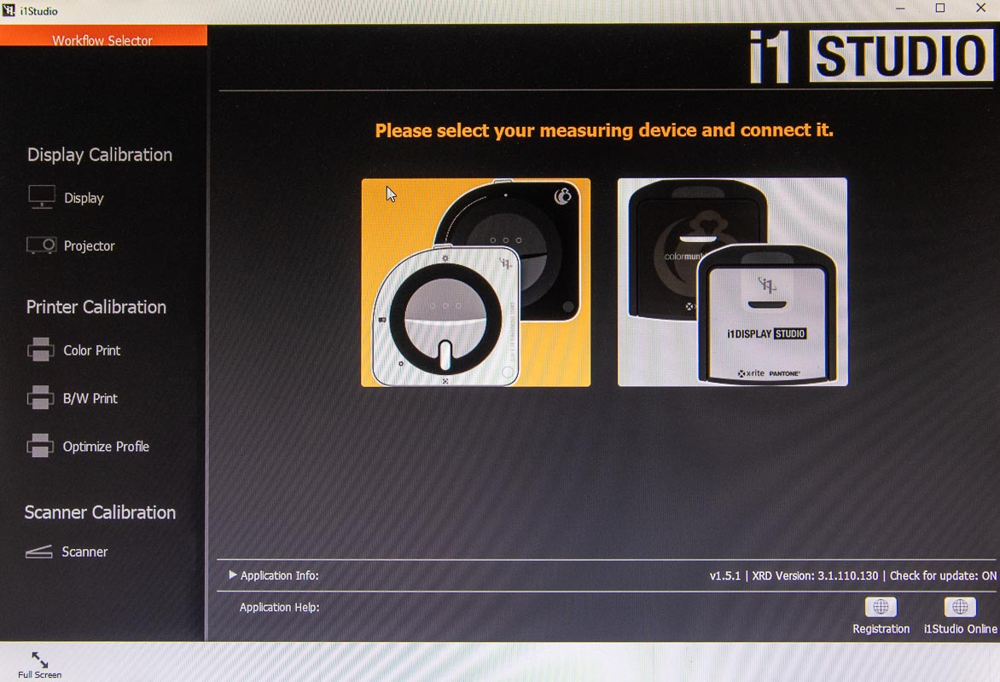 i1Studio
Workflow Selector
i1 STUDIO
Please select your measuring device and connect it.
Display Calibration
Display
Projector
Printer Calibration
Color Print
B/W Print
Optimize Profile
Scanner Calibration
Scanner
i1
i1
i1DISPLAY STUDIO
x-rite PANTONE®
Application Info:
v1.5.1 | XRD Version: 3.1.110.130 | Check for update: ON
Application Help:
Registration
i1Studio Online
Full Screen